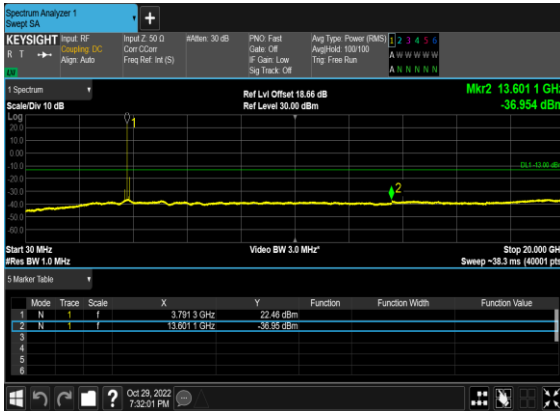 Spectrum Analyzer 1
Swept SA
+
KEYSIGHT Input: RF Input Z: 50 Ω #Atten: 30 dB PNO: Fast Avg Type: Power (RMS) 1 2 3 4 5 6
R T Coupling: DC Corr CCorr Gate: Off Avg|Hold: 100/100 A W W W W W
Align: Auto Freq Ref: Int (S) IF Gain: Low Trig: Free Run
Sig Track: Off A N N N N N
1 Spectrum
Scale/Div 10 dB Ref Lvl Offset 18.66 dB Mkr2 13.601 1 GHz
Ref Level 30.00 dBm -36.954 dBm
Log
20.0
10.0
0.00
-10.0
DL1 -13.00 dBm
-20.0
-30.0
-40.0
-50.0
-60.0
1
2
Start 30 MHz Video BW 3.0 MHz* Stop 20.000 GHz
#Res BW 1.0 MHz Sweep ~38.3 ms (40001 pts)
5 Marker Table
Mode Trace Scale X Y Function Function Width Function Value
1 N 1 f 3.791 3 GHz 22.46 dBm
2 N 1 f 13.601 1 GHz -36.95 dBm
3
4
5
6
? Oct 29, 2022
7:32:01 PM